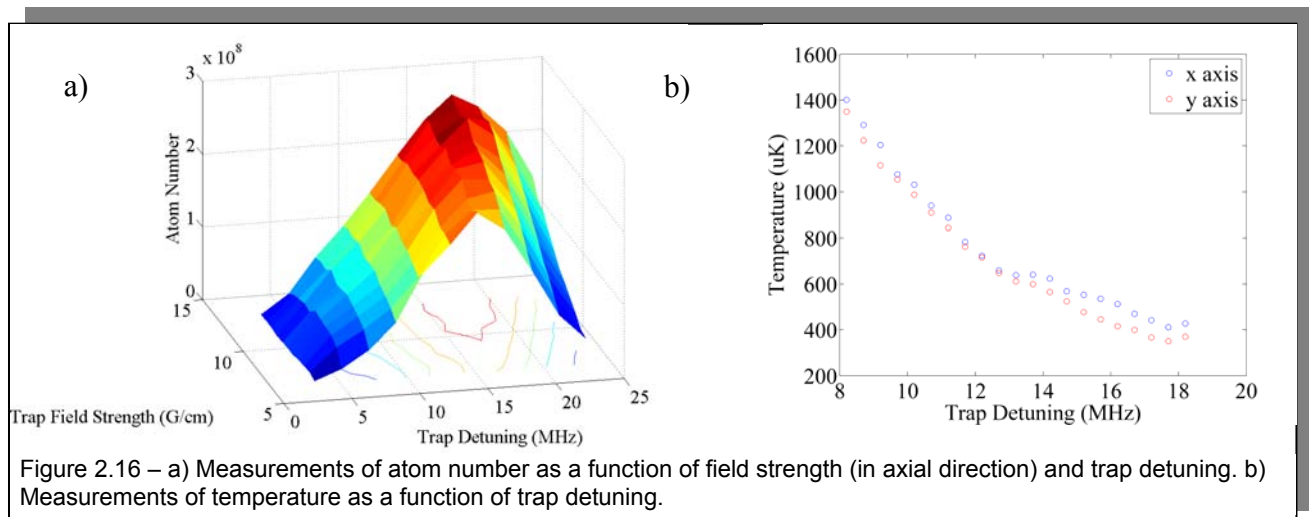 a)
x 10⁸
3
2
1
0
Atom Number
15
10
5
Trap Field Strength (G/cm)
0
5
10
15
20
25
Trap Detuning (MHz)
b)
1600
1400
1200
1000
800
600
400
200
Temperature (uK)
x axis
y axis
8
10
12
14
16
18
20
Trap Detuning (MHz)
Figure 2.16 – a) Measurements of atom number as a function of field strength (in axial direction) and trap detuning. b)
Measurements of temperature as a function of trap detuning.